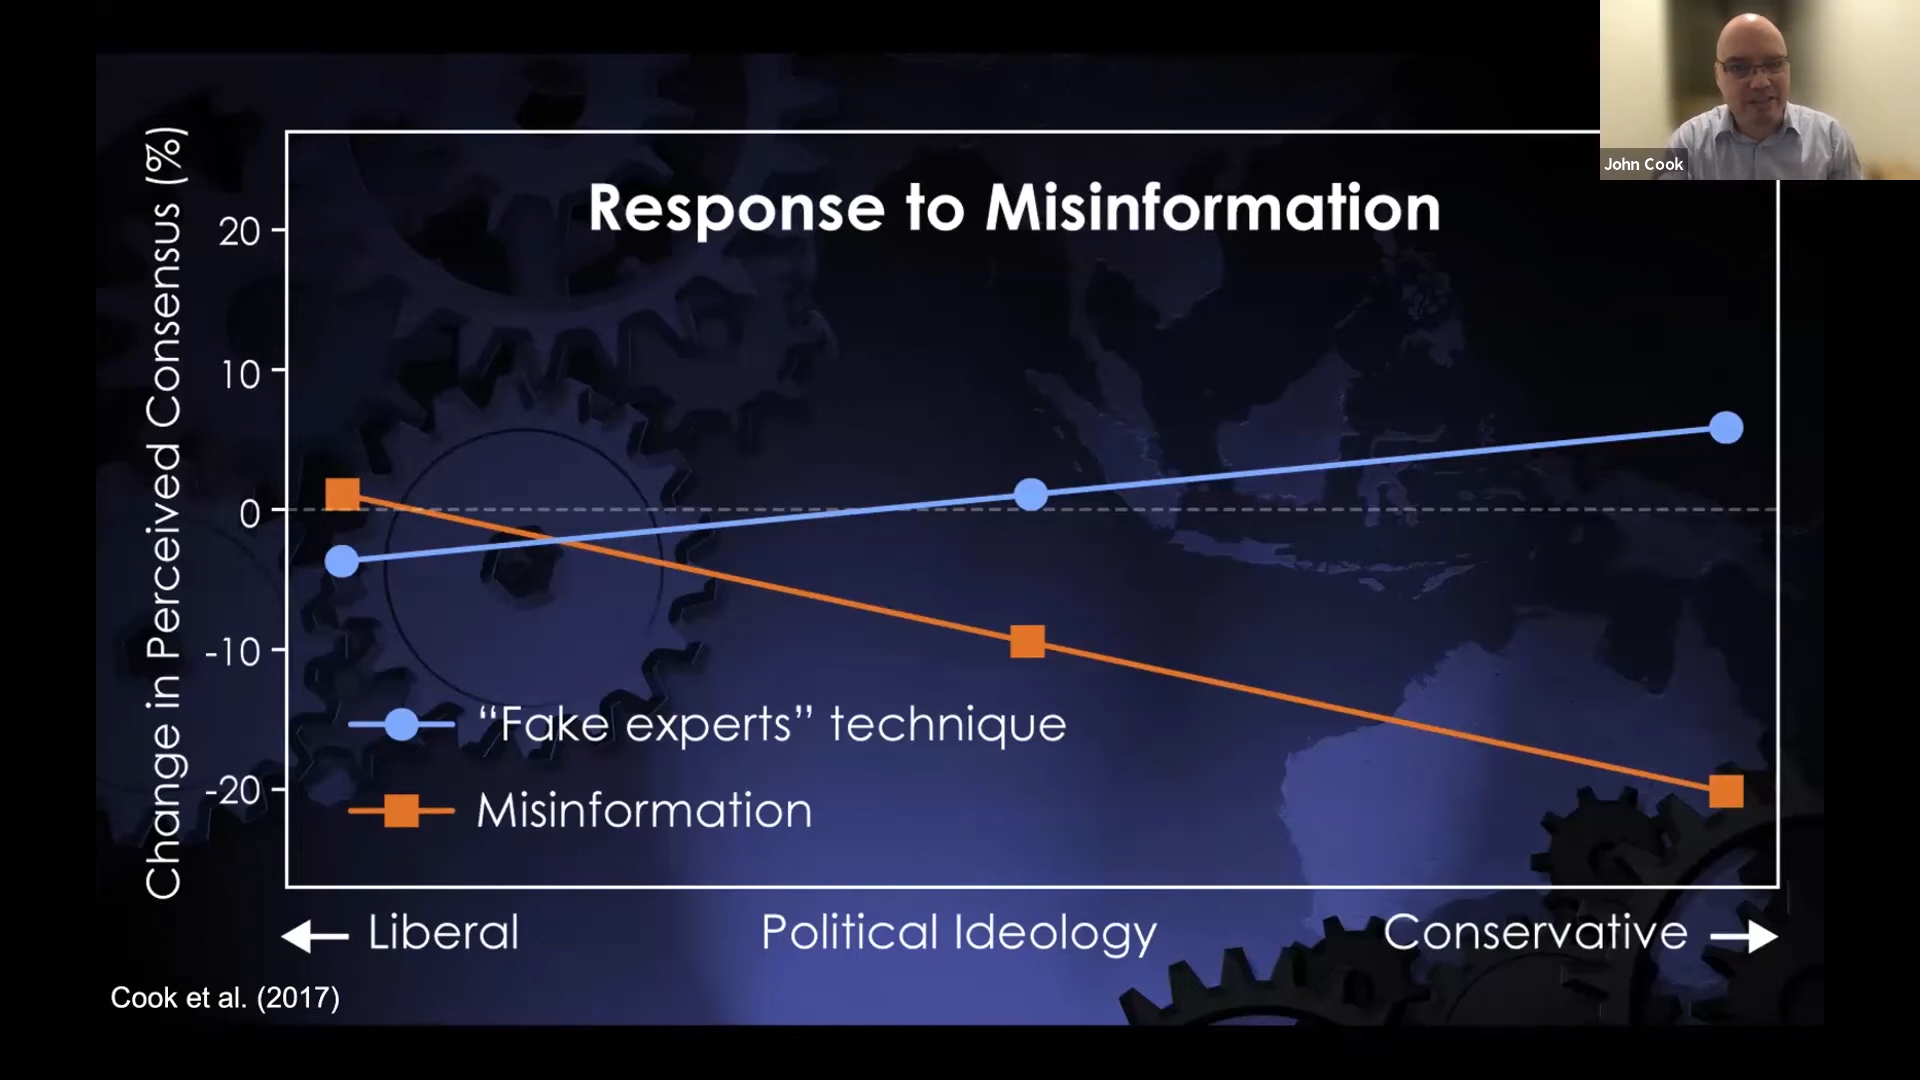 John Cook
Response to Misinformation
Change in Perceived Consensus (%)
20
10
0
-10
-20
“Fake experts” technique
Misinformation
Liberal
Political Ideology
Conservative
Cook et al. (2017)